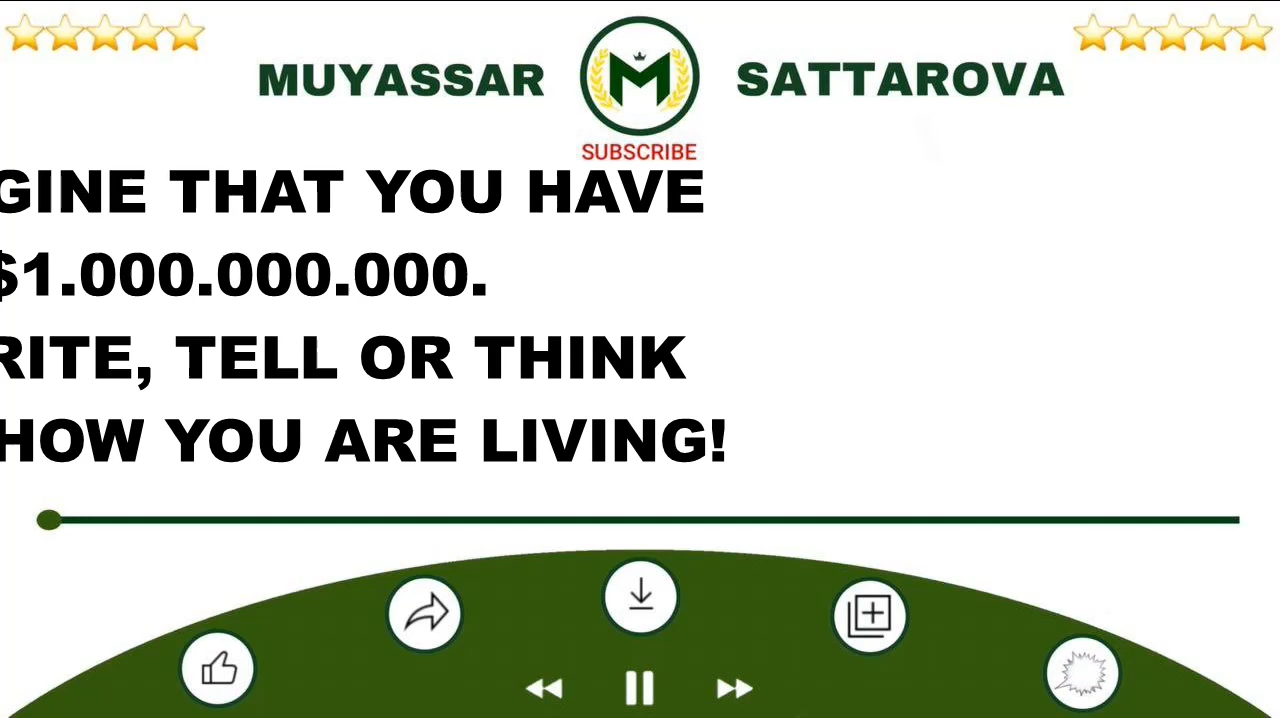 MUYASSAR M SATTAROVA
SUBSCRIBE
GINE THAT YOU HAVE
$1.000.000.000.
RITE, TELL OR THINK
HOW YOU ARE LIVING!